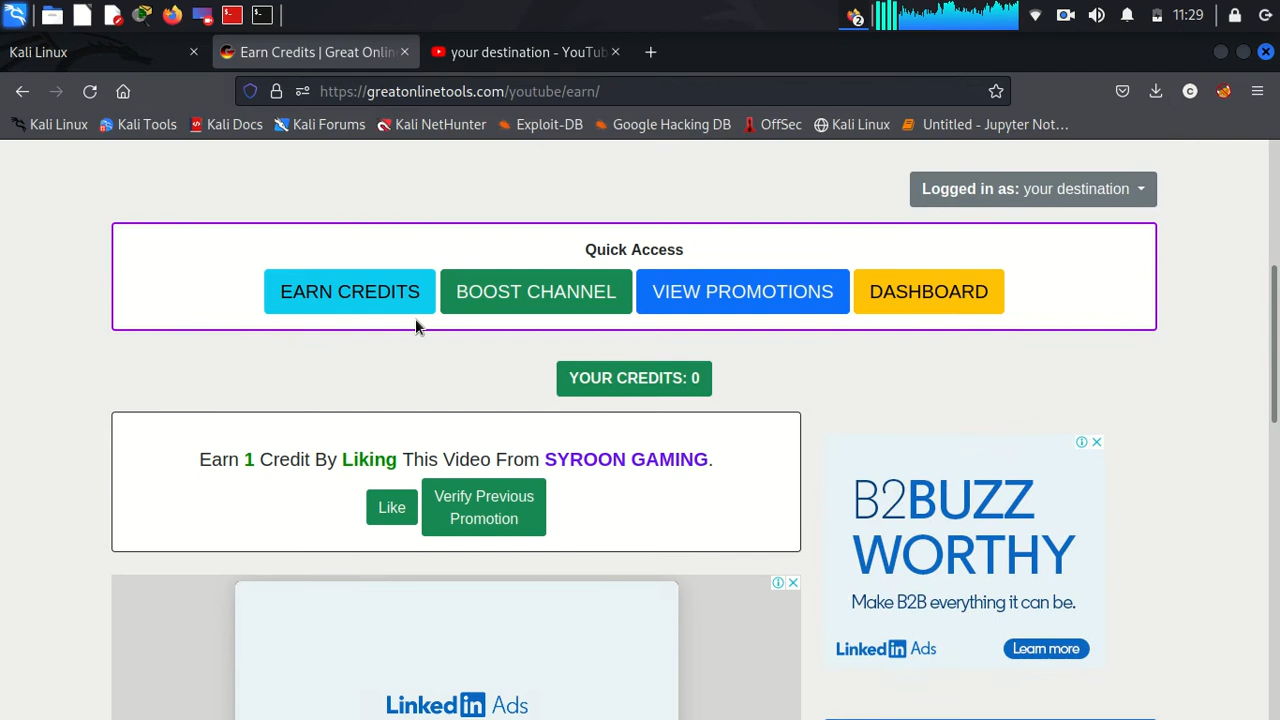 11:29
Kali Linux
Earn Credits | Great Onlin
your destination - YouTub
https://greatonlinetools.com/youtube/earn/
Kali Linux
Kali Tools
Kali Docs
Kali Forums
Kali NetHunter
Exploit-DB
Google Hacking DB
OffSec
Kali Linux
Untitled - Jupyter Not...
Logged in as: your destination
Quick Access
EARN CREDITS
BOOST CHANNEL
VIEW PROMOTIONS
DASHBOARD
YOUR CREDITS: 0
Earn 1 Credit By Liking This Video From SYROON GAMING.
Like
Verify Previous
Promotion
B2BUZZ
WORTHY
Make B2B everything it can be.
LinkedIn Ads
Learn more
LinkedIn Ads